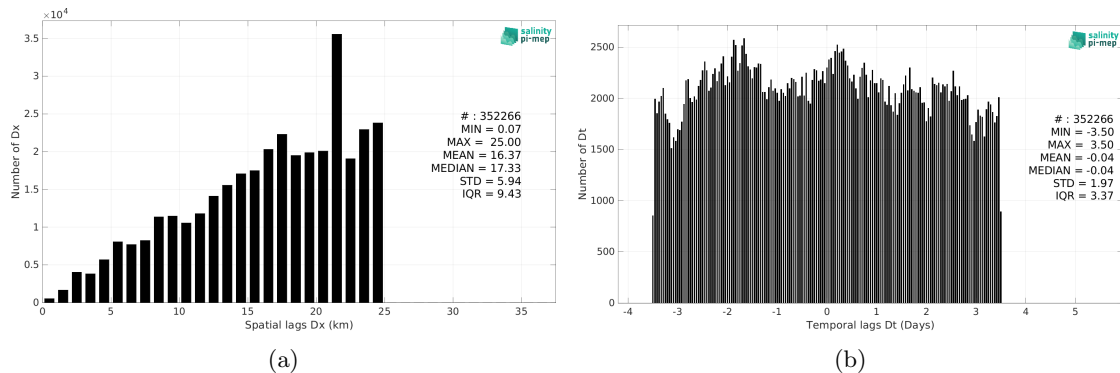 ×10⁴
3.5
3
2.5
2
1.5
1
0.5
0
0 5 10 15 20 25 30 35
Number of Dx
Spatial lags Dx (km)
salinity
pi-mep
# : 352266
MIN = 0.07
MAX = 25.00
MEAN = 16.37
MEDIAN = 17.33
STD = 5.94
IQR = 9.43
(a)
2500
2000
1500
1000
500
0
-4 -3 -2 -1 0 1 2 3 4 5
Number of Dt
Temporal lags Dt (Days)
salinity
pi-mep
# : 352266
MIN = -3.50
MAX = 3.50
MEAN = -0.04
MEDIAN = -0.04
STD = 1.97
IQR = 3.37
(b)